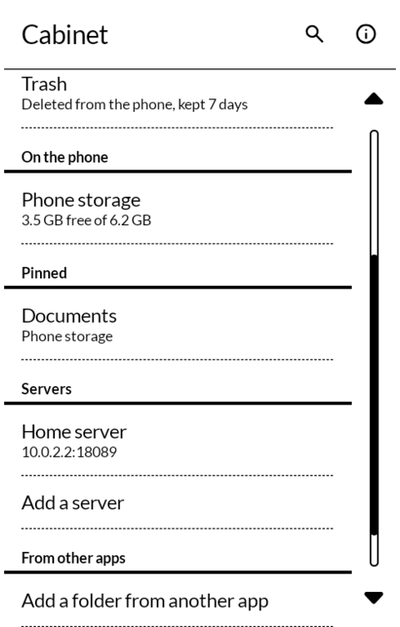 Cabinet
Trash
Deleted from the phone, kept 7 days
On the phone
Phone storage
3.5 GB free of 6.2 GB
Pinned
Documents
Phone storage
Servers
Home server
10.0.2.2:18089
Add a server
From other apps
Add a folder from another app